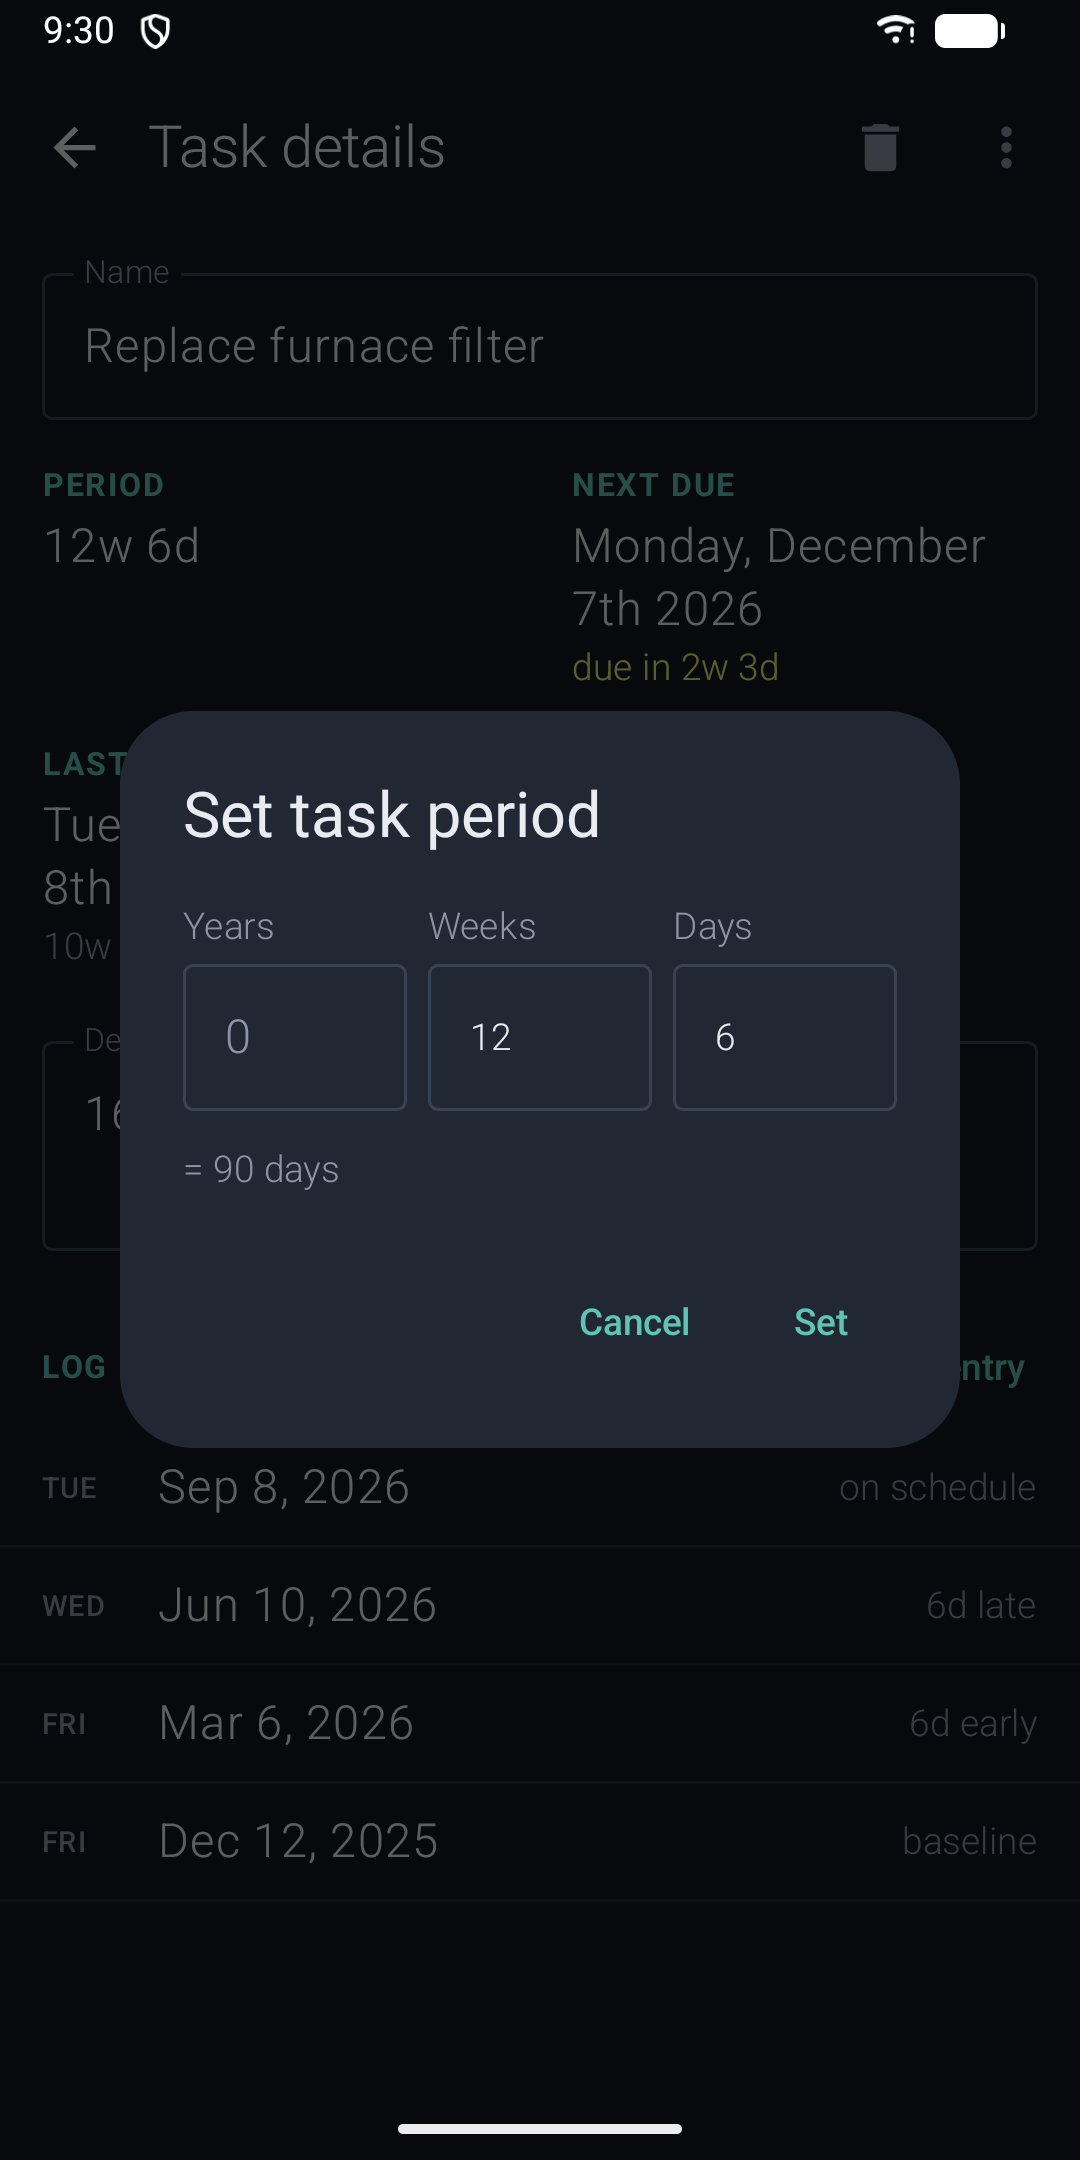 9:30
Task details
Name
Replace furnace filter
PERIOD
NEXT DUE
12w 6d
Monday, December
7th 2026
due in 2w 3d
LAST
Tue
8th
10w
Set task period
Years
Weeks
Days
0
12
6
= 90 days
Cancel
Set
De
16
LOG
entry
TUE
Sep 8, 2026
on schedule
WED
Jun 10, 2026
6d late
FRI
Mar 6, 2026
6d early
FRI
Dec 12, 2025
baseline